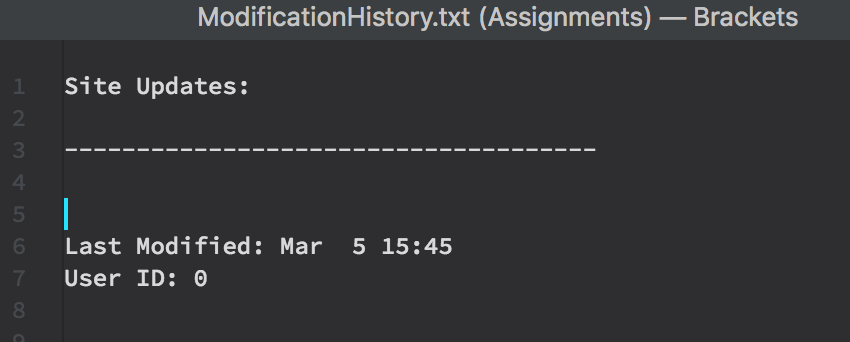 ModificationHistory.txt (Assignments) — Brackets
1 Site Updates:
2
3 -------------------------------------
4
5
6 Last Modified: Mar  5 15:45
7 User ID: 0
8
9